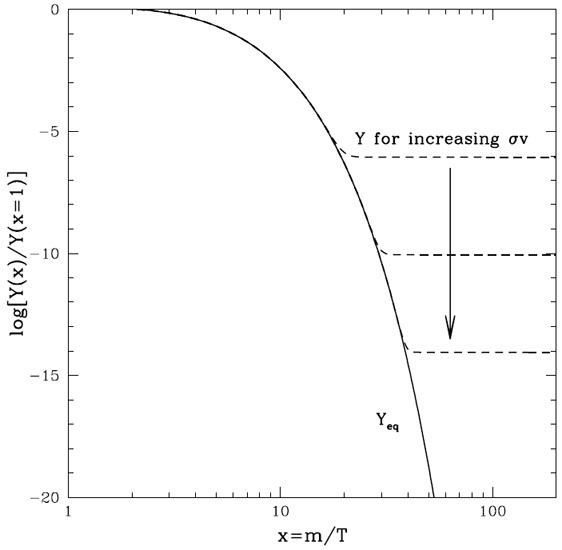 0
-5
-10
-15
-20
log[Y(x)/Y(x=1)]
Y for increasing σv
Y_eq
1
10
100
x=m/T